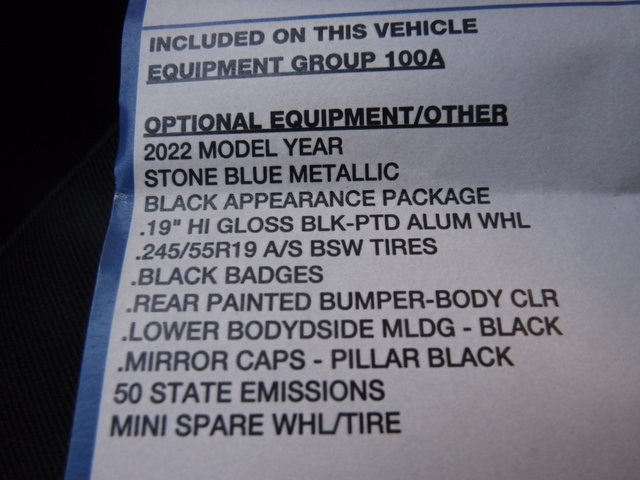 INCLUDED ON THIS VEHICLE
EQUIPMENT GROUP 100A
OPTIONAL EQUIPMENT/OTHER
2022 MODEL YEAR
STONE BLUE METALLIC
BLACK APPEARANCE PACKAGE
.19" HI GLOSS BLK-PTD ALUM WHL
.245/55R19 A/S BSW TIRES
.BLACK BADGES
.REAR PAINTED BUMPER-BODY CLR
.LOWER BODYDSIDE MLDG - BLACK
.MIRROR CAPS - PILLAR BLACK
50 STATE EMISSIONS
MINI SPARE WHL/TIRE